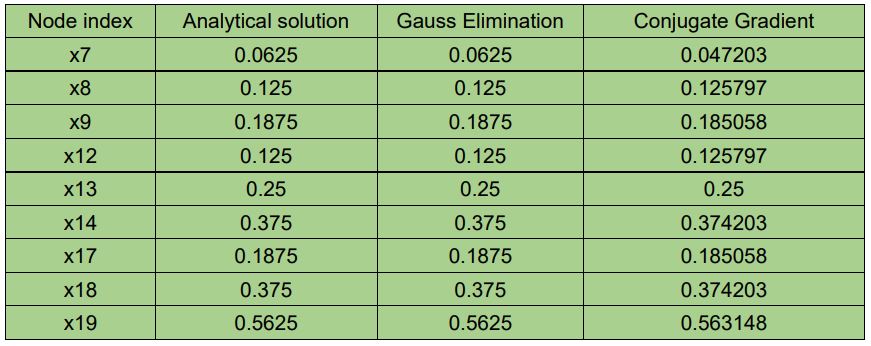 Node index Analytical solution Gauss Elimination Conjugate Gradient
x7 0.0625 0.0625 0.047203
x8 0.125 0.125 0.125797
x9 0.1875 0.1875 0.185058
x12 0.125 0.125 0.125797
x13 0.25 0.25 0.25
x14 0.375 0.375 0.374203
x17 0.1875 0.1875 0.185058
x18 0.375 0.375 0.374203
x19 0.5625 0.5625 0.563148